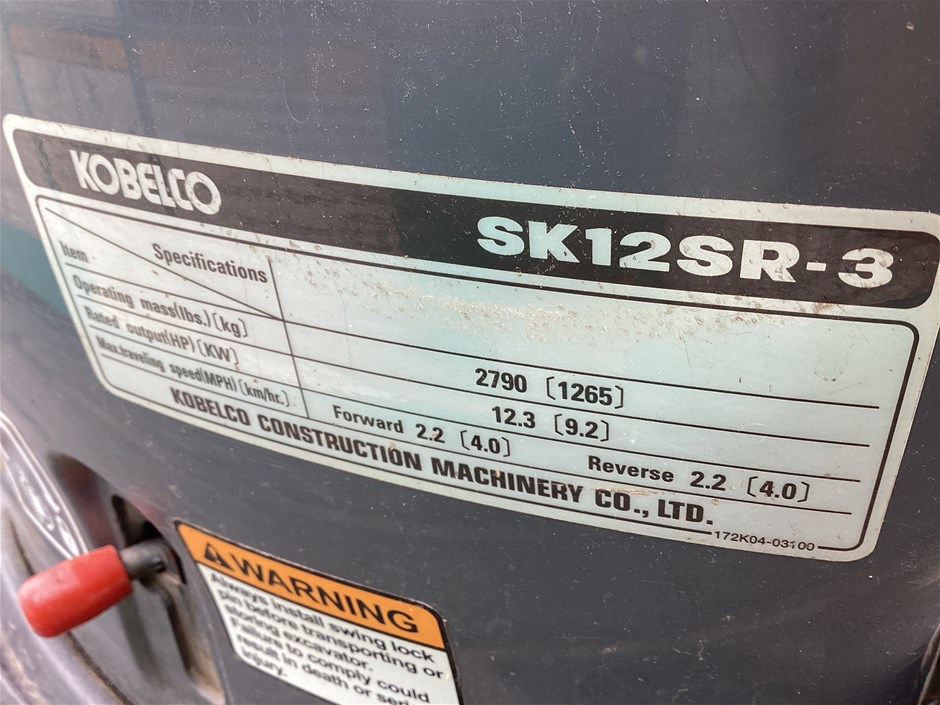 KOBELCO
SK12SR-3
Specifications
Item
Operating mass(lbs.)〔kg〕 2790 〔1265〕
Rated output(HP)〔KW〕 12.3 〔9.2〕
Max.traveling speed(MPH)〔km/hr.〕 Forward 2.2 〔4.0〕 Reverse 2.2 〔4.0〕
KOBELCO CONSTRUCTION MACHINERY CO., LTD.
172K04-03100
WARNING
Always install swing lock
pin before transporting or
storing excavator.
Failure to comply could
result in death or
injury.